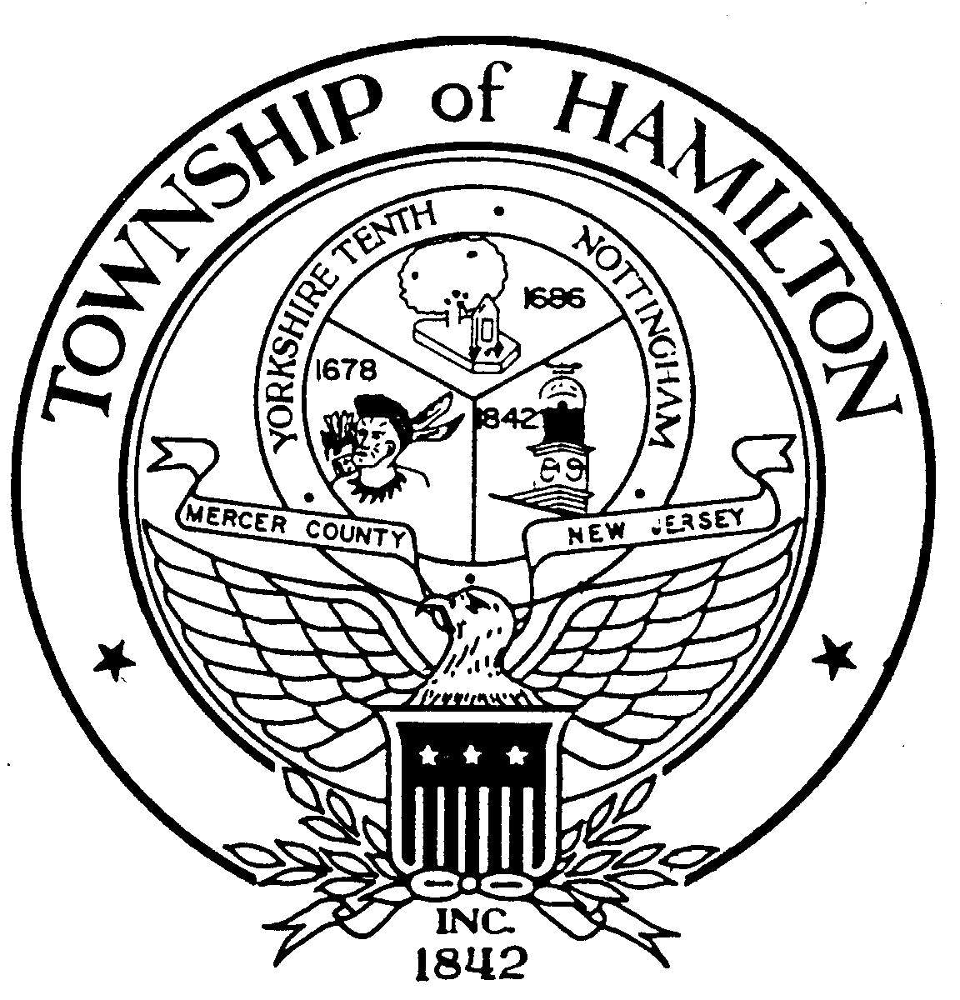 TOWNSHIP of HAMILTON
YORKSHIRE TENTH
NOTTINGHAM
1686
1678
1842
MERCER COUNTY
NEW JERSEY
INC.
1842